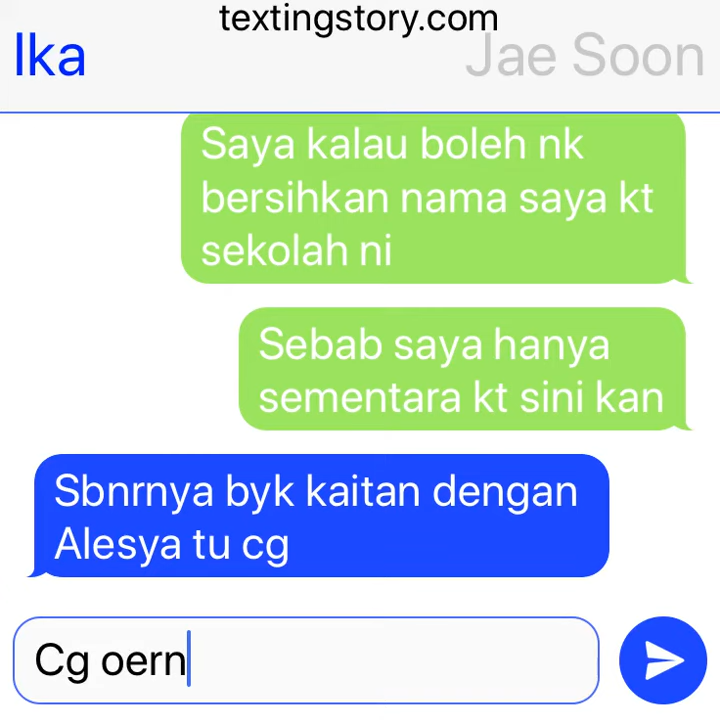 textingstory.com
Ika
Jae Soon
Saya kalau boleh nk
bersihkan nama saya kt
sekolah ni
Sebab saya hanya
sementara kt sini kan
Sbnrnya byk kaitan dengan
Alesya tu cg
Cg oern